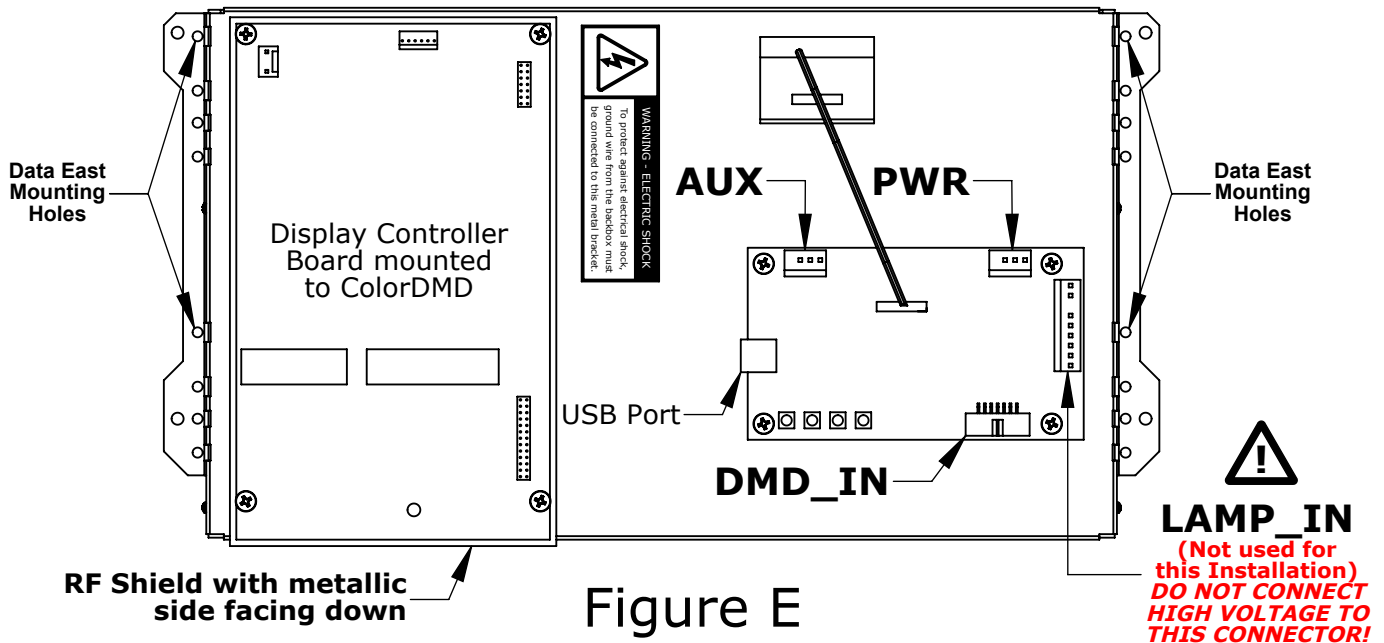 Data East
Mounting
Holes
Display Controller
Board mounted
to ColorDMD
WARNING - ELECTRIC SHOCK
To protect against electrical shock,
ground wire from the backbox must
be connected to this metal bracket.
AUX
PWR
Data East
Mounting
Holes
USB Port
DMD_IN
!
LAMP_IN
(Not used for
this Installation)
DO NOT CONNECT
HIGH VOLTAGE TO
THIS CONNECTOR!
RF Shield with metallic
side facing down
Figure E